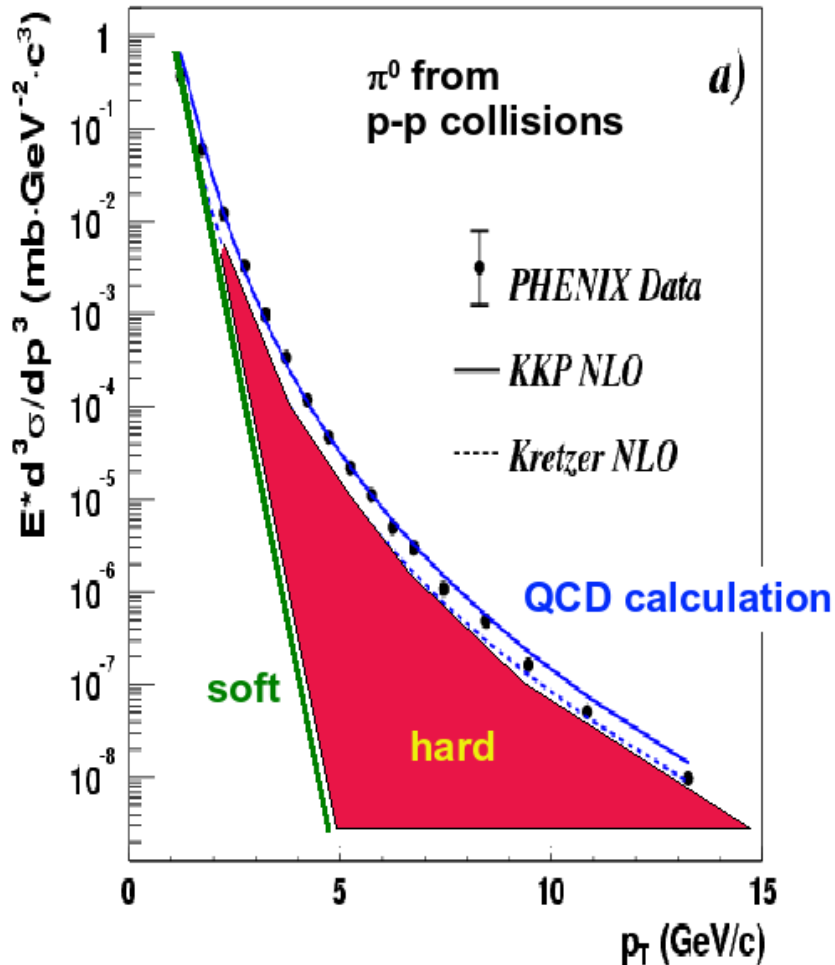 π⁰ from
p-p collisions
a)
PHENIX Data
KKP NLO
Kretzer NLO
QCD calculation
soft
hard
E*d³σ/dp³ (mb·GeV⁻²·c³)
1
10⁻¹
10⁻²
10⁻³
10⁻⁴
10⁻⁵
10⁻⁶
10⁻⁷
10⁻⁸
0 5 10 15
p_T (GeV/c)